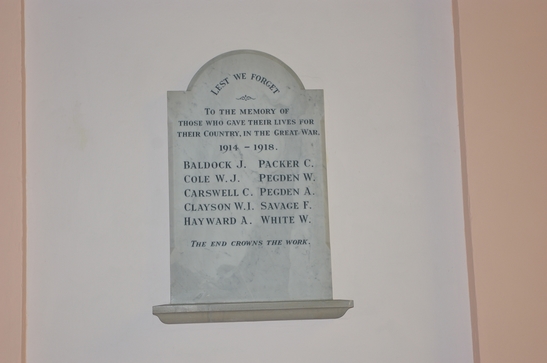 LEST WE FORGET
TO THE MEMORY OF
THOSE WHO GAVE THEIR LIVES FOR
THEIR COUNTRY, IN THE GREAT WAR.
1914 – 1918.
BALDOCK J. PACKER C.
COLE W. J. PEGDEN W.
CARSWELL C. PEGDEN A.
CLAYSON W.J. SAVAGE F.
HAYWARD A. WHITE W.
THE END CROWNS THE WORK.